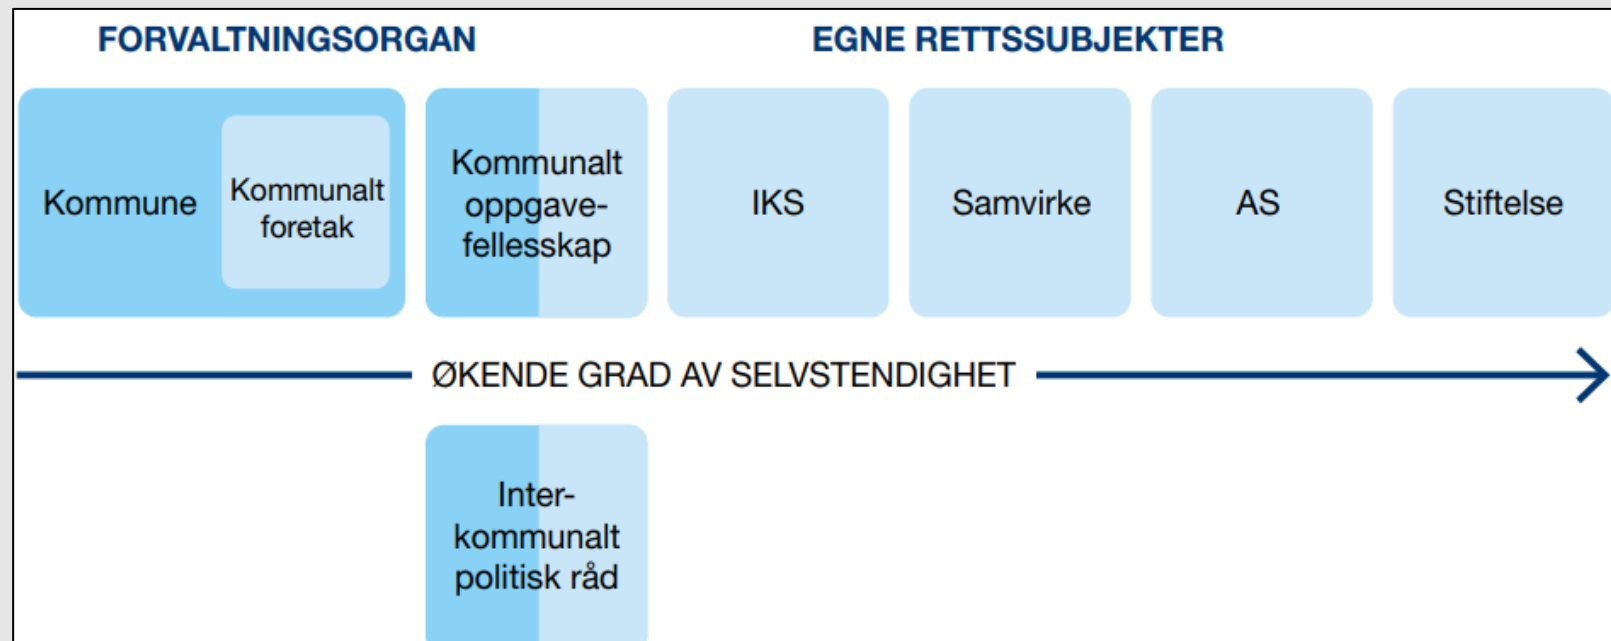 FORVALTNINGSORGAN
EGNE RETTSSUBJEKTER
Kommune
Kommunalt
foretak
Kommunalt
oppgave-
fellesskap
IKS
Samvirke
AS
Stiftelse
ØKENDE GRAD AV SELVSTENDIGHET
Inter-
kommunalt
politisk råd